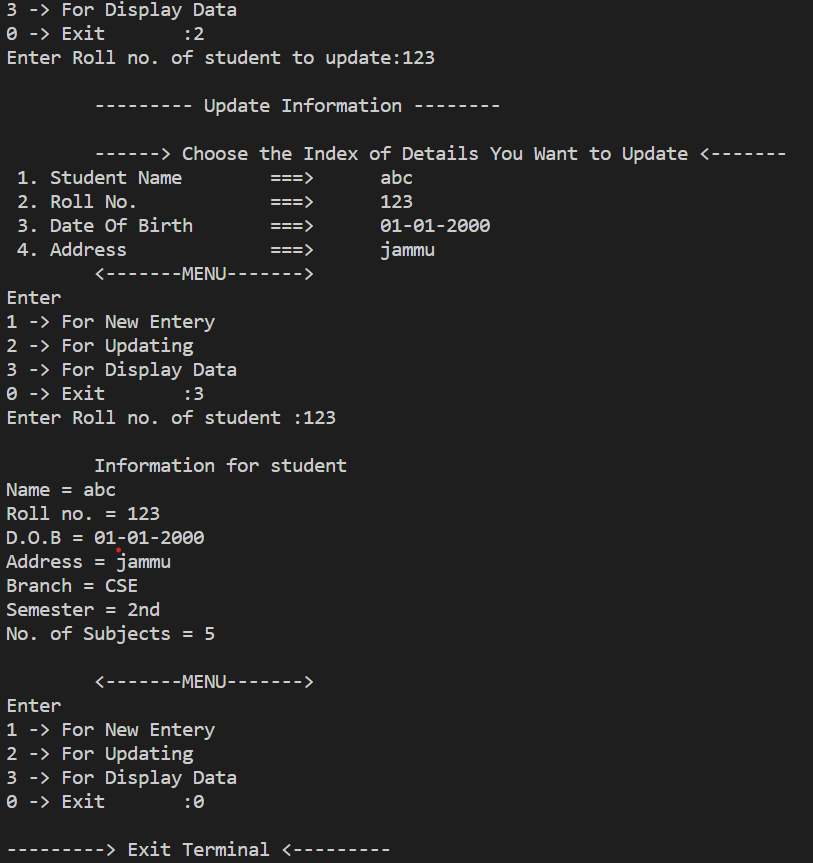 3 -> For Display Data
0 -> Exit       :2
Enter Roll no. of student to update:123
        --------- Update Information --------
        ------> Choose the Index of Details You Want to Update <-------
 1. Student Name        ===>      abc
 2. Roll No.            ===>      123
 3. Date Of Birth       ===>      01-01-2000
 4. Address             ===>      jammu
        <-------MENU------->
Enter
1 -> For New Entery
2 -> For Updating
3 -> For Display Data
0 -> Exit       :3
Enter Roll no. of student :123
        Information for student
Name = abc
Roll no. = 123
D.O.B = 01-01-2000
Address = jammu
Branch = CSE
Semester = 2nd
No. of Subjects = 5
        <-------MENU------->
Enter
1 -> For New Entery
2 -> For Updating
3 -> For Display Data
0 -> Exit       :0
---------> Exit Terminal <---------